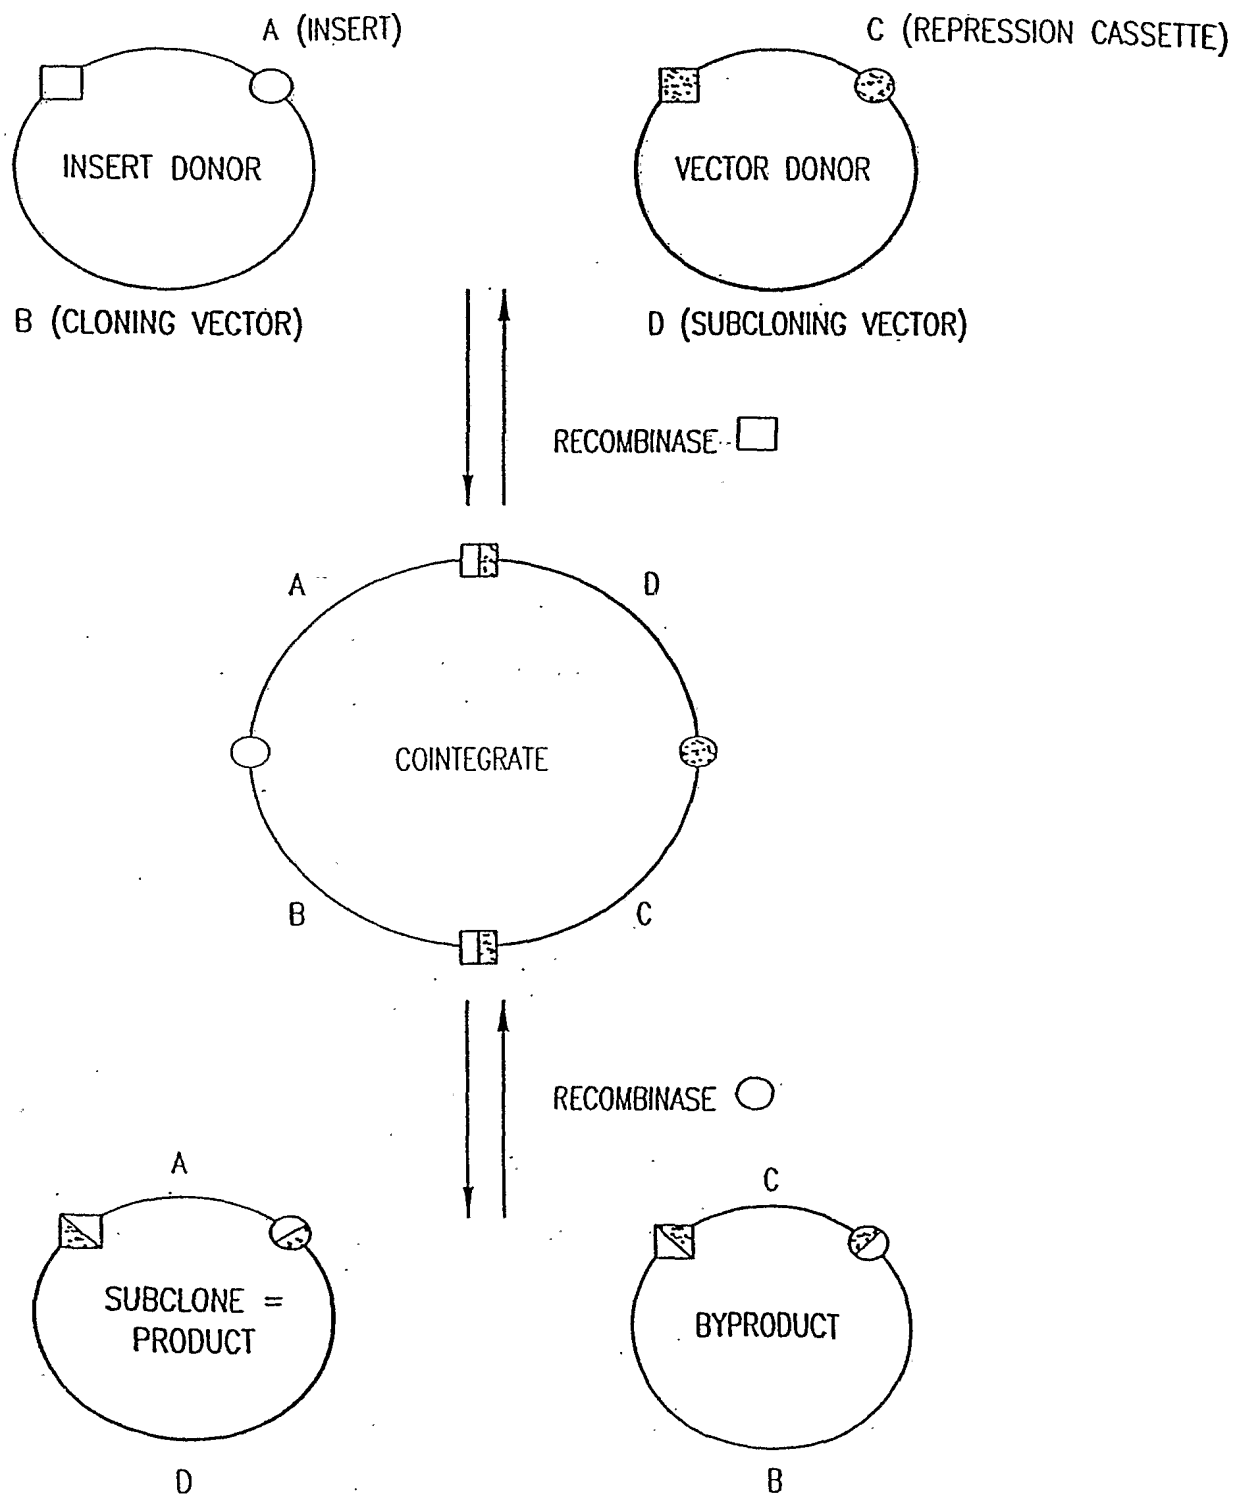 A (INSERT)
C (REPRESSION CASSETTE)
INSERT DONOR
VECTOR DONOR
B (CLONING VECTOR)
D (SUBCLONING VECTOR)
RECOMBINASE
A
D
COINTEGRATE
B
C
RECOMBINASE
A
C
SUBCLONE =
PRODUCT
BYPRODUCT
D
B